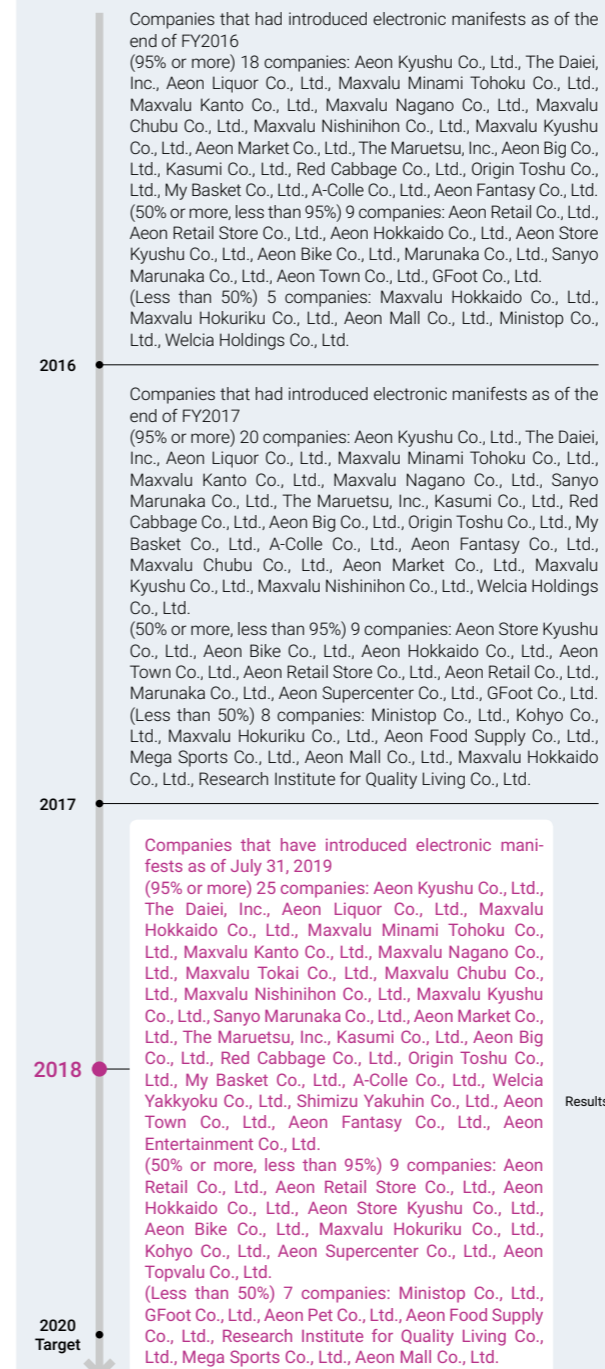 Companies that had introduced electronic manifests as of the
end of FY2016
(95% or more) 18 companies: Aeon Kyushu Co., Ltd., The Daiei,
Inc., Aeon Liquor Co., Ltd., Maxvalu Minami Tohoku Co., Ltd.,
Maxvalu Kanto Co., Ltd., Maxvalu Nagano Co., Ltd., Maxvalu
Chubu Co., Ltd., Maxvalu Nishinihon Co., Ltd., Maxvalu Kyushu
Co., Ltd., Aeon Market Co., Ltd., The Maruetsu, Inc., Aeon Big Co.,
Ltd., Kasumi Co., Ltd., Red Cabbage Co., Ltd., Origin Toshu Co.,
Ltd., My Basket Co., Ltd., A-Colle Co., Ltd., Aeon Fantasy Co., Ltd.
(50% or more, less than 95%) 9 companies: Aeon Retail Co., Ltd.,
Aeon Retail Store Co., Ltd., Aeon Hokkaido Co., Ltd., Aeon Store
Kyushu Co., Ltd., Aeon Bike Co., Ltd., Marunaka Co., Ltd., Sanyo
Marunaka Co., Ltd., Aeon Town Co., Ltd., GFoot Co., Ltd.
(Less than 50%) 5 companies: Maxvalu Hokkaido Co., Ltd.,
Maxvalu Hokuriku Co., Ltd., Aeon Mall Co., Ltd., Ministop Co.,
Ltd., Welcia Holdings Co., Ltd.
2016
Companies that had introduced electronic manifests as of the
end of FY2017
(95% or more) 20 companies: Aeon Kyushu Co., Ltd., The Daiei,
Inc., Aeon Liquor Co., Ltd., Maxvalu Minami Tohoku Co., Ltd.,
Maxvalu Kanto Co., Ltd., Maxvalu Nagano Co., Ltd., Sanyo
Marunaka Co., Ltd., The Maruetsu, Inc., Kasumi Co., Ltd., Red
Cabbage Co., Ltd., Aeon Big Co., Ltd., Origin Toshu Co., Ltd., My
Basket Co., Ltd., A-Colle Co., Ltd., Aeon Fantasy Co., Ltd.,
Maxvalu Chubu Co., Ltd., Aeon Market Co., Ltd., Maxvalu
Kyushu Co., Ltd., Maxvalu Nishinihon Co., Ltd., Welcia Holdings
Co., Ltd.
(50% or more, less than 95%) 9 companies: Aeon Store Kyushu
Co., Ltd., Aeon Bike Co., Ltd., Aeon Hokkaido Co., Ltd., Aeon
Town Co., Ltd., Aeon Retail Store Co., Ltd., Aeon Retail Co., Ltd.,
Marunaka Co., Ltd., Aeon Supercenter Co., Ltd., GFoot Co., Ltd.
(Less than 50%) 8 companies: Ministop Co., Ltd., Kohyo Co.,
Ltd., Maxvalu Hokuriku Co., Ltd., Aeon Food Supply Co., Ltd.,
Mega Sports Co., Ltd., Aeon Mall Co., Ltd., Maxvalu Hokkaido
Co., Ltd., Research Institute for Quality Living Co., Ltd.
2017
Companies that have introduced electronic mani-
fests as of July 31, 2019
(95% or more) 25 companies: Aeon Kyushu Co., Ltd.,
The Daiei, Inc., Aeon Liquor Co., Ltd., Maxvalu
Hokkaido Co., Ltd., Maxvalu Minami Tohoku Co.,
Ltd., Maxvalu Kanto Co., Ltd., Maxvalu Nagano Co.,
Ltd., Maxvalu Tokai Co., Ltd., Maxvalu Chubu Co.,
Ltd., Maxvalu Nishinihon Co., Ltd., Maxvalu Kyushu
Co., Ltd., Sanyo Marunaka Co., Ltd., Aeon Market Co.,
Ltd., The Maruetsu, Inc., Kasumi Co., Ltd., Aeon Big
Co., Ltd., Red Cabbage Co., Ltd., Origin Toshu Co.,
Ltd., My Basket Co., Ltd., A-Colle Co., Ltd., Welcia
Yakkyoku Co., Ltd., Shimizu Yakuhin Co., Ltd., Aeon
Town Co., Ltd., Aeon Fantasy Co., Ltd., Aeon
Entertainment Co., Ltd.
(50% or more, less than 95%) 9 companies: Aeon
Retail Co., Ltd., Aeon Retail Store Co., Ltd., Aeon
Hokkaido Co., Ltd., Aeon Store Kyushu Co., Ltd.,
Aeon Bike Co., Ltd., Maxvalu Hokuriku Co., Ltd.,
Kohyo Co., Ltd., Aeon Supercenter Co., Ltd., Aeon
Topvalu Co., Ltd.
(Less than 50%) 7 companies: Ministop Co., Ltd.,
GFoot Co., Ltd., Aeon Pet Co., Ltd., Aeon Food Supply
Co., Ltd., Research Institute for Quality Living Co.,
Ltd., Mega Sports Co., Ltd., Aeon Mall Co., Ltd.
2018
Results
2020
Target